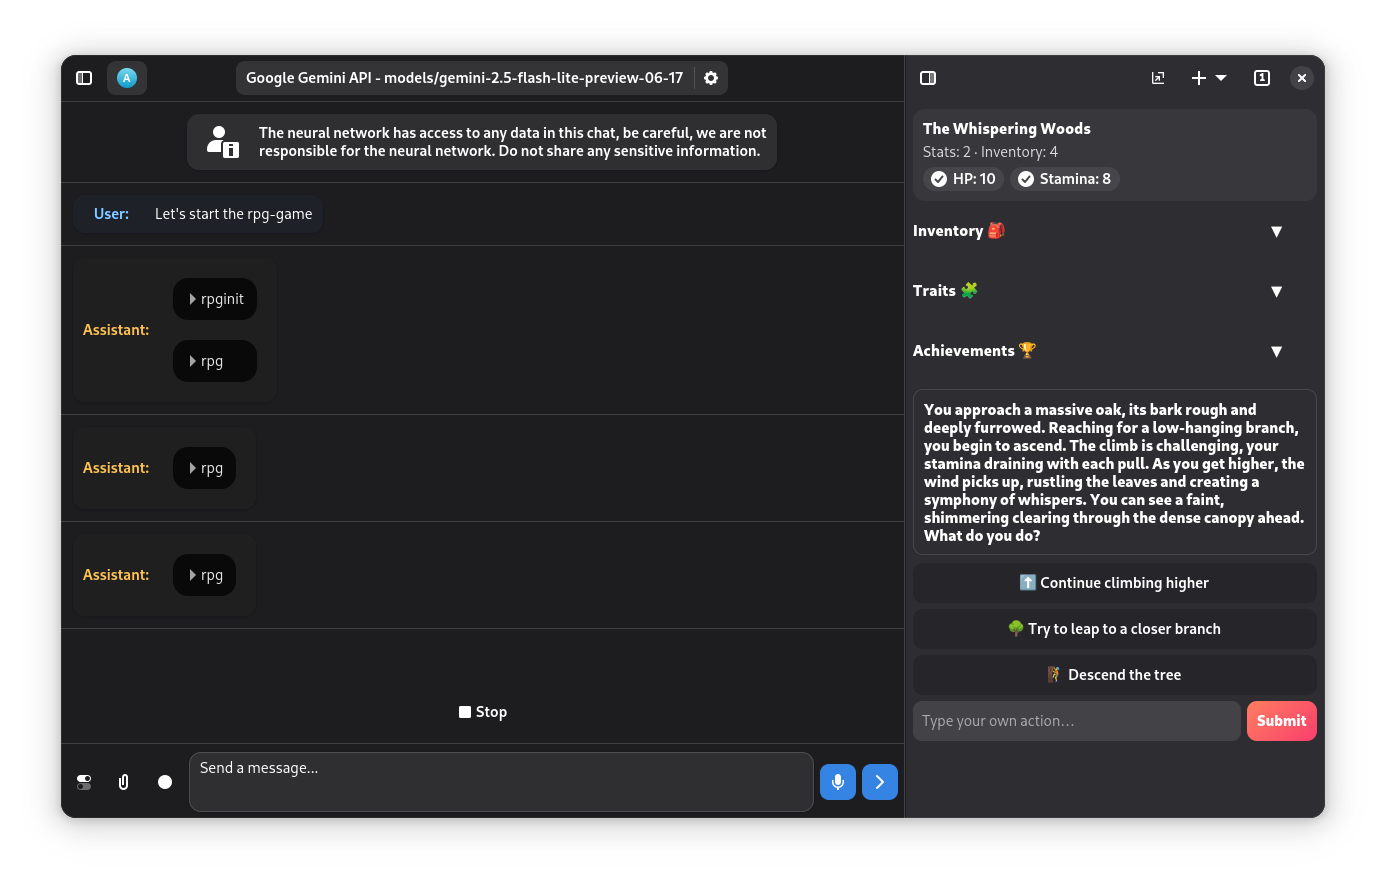 A
Google Gemini API - models/gemini-2.5-flash-lite-preview-06-17
1
The neural network has access to any data in this chat, be careful, we are not
responsible for the neural network. Do not share any sensitive information.
User: Let's start the rpg-game
rpginit
Assistant:
rpg
Assistant: rpg
Assistant: rpg
Stop
Send a message...
The Whispering Woods
Stats: 2 · Inventory: 4
HP: 10 Stamina: 8
Inventory 🎒
Traits 🧩
Achievements 🏆
You approach a massive oak, its bark rough and
deeply furrowed. Reaching for a low-hanging branch,
you begin to ascend. The climb is challenging, your
stamina draining with each pull. As you get higher, the
wind picks up, rustling the leaves and creating a
symphony of whispers. You can see a faint,
shimmering clearing through the dense canopy ahead.
What do you do?
⬆️ Continue climbing higher
🌳 Try to leap to a closer branch
Descend the tree
Type your own action…
Submit